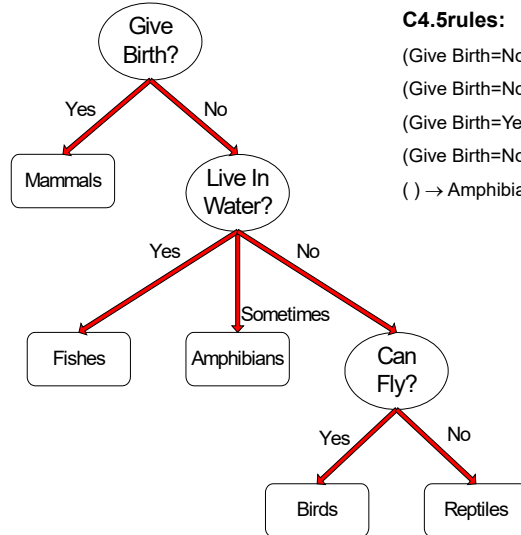 Give
Birth?
C4.5rules:
(Give Birth=No
(Give Birth=No
(Give Birth=Ye
(Give Birth=No
( ) → Amphibia
Yes
No
Mammals
Live In
Water?
Yes
No
Sometimes
Fishes
Amphibians
Can
Fly?
Yes
No
Birds
Reptiles